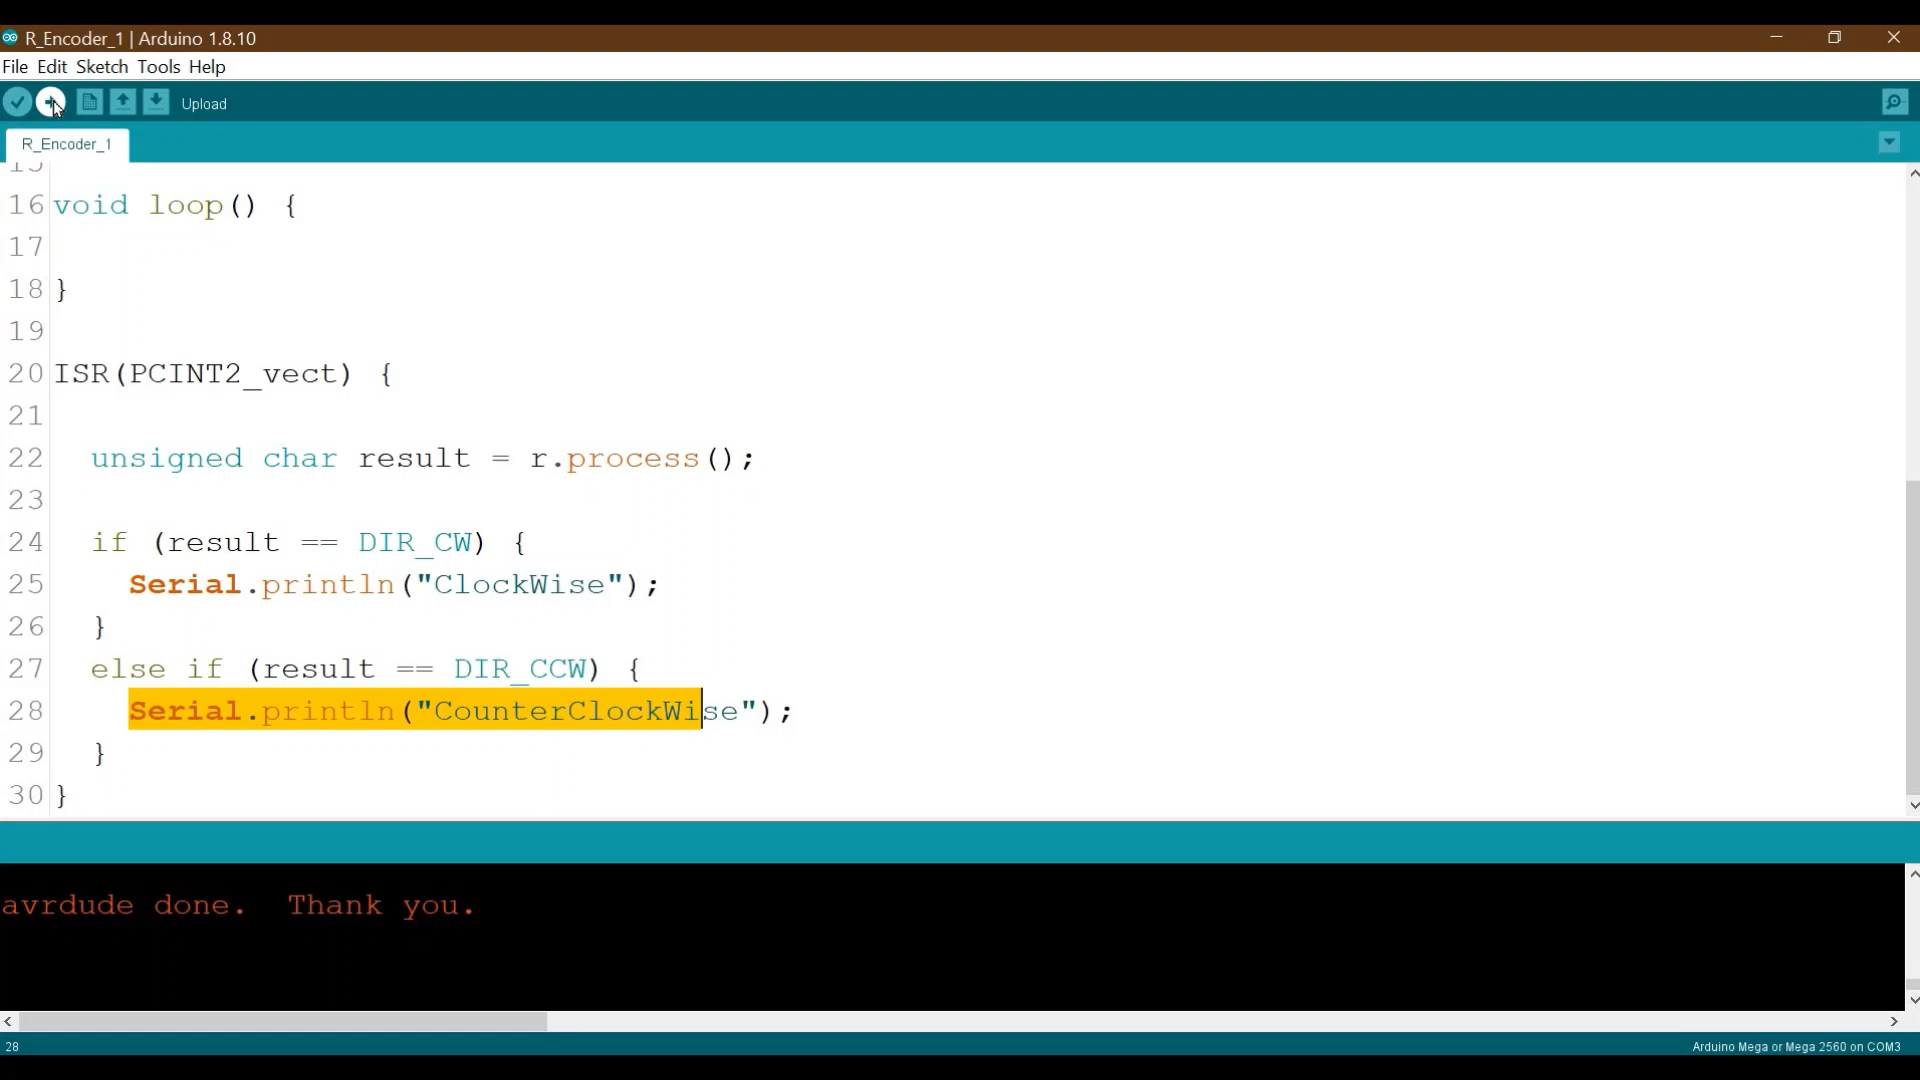 R_Encoder_1 | Arduino 1.8.10
File Edit Sketch Tools Help
Upload
R_Encoder_1
15
16 void loop() {
17
18 }
19
20 ISR(PCINT2_vect) {
21
22 unsigned char result = r.process();
23
24 if (result == DIR_CW) {
25 Serial.println("ClockWise");
26 }
27 else if (result == DIR_CCW) {
28 Serial.println("CounterClockWise");
29 }
30 }
avrdude done. Thank you.
28
Arduino Mega or Mega 2560 on COM3